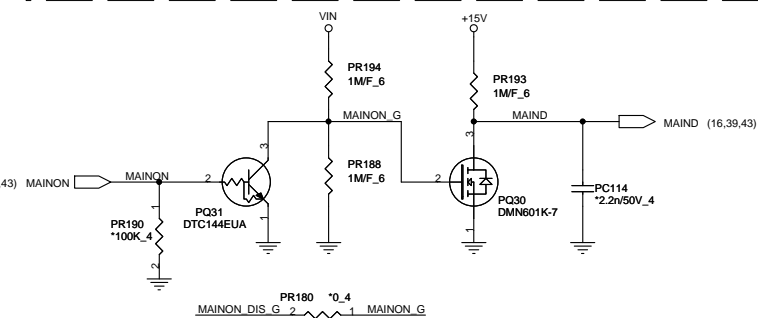 VIN
+15V
PR194
1M/F_6
PR193
1M/F_6
3
MAINON_G
3
MAIND
MAIND (16,39,43)
,43) MAINON
MAINON
2
PR188
1M/F_6
2
1
PQ31
DTC144EUA
1
PQ30
DMN601K-7
1
PC114
*2.2n/50V_4
PR190
*100K_4
2
PR180 *0_4
MAINON_DIS_G 2 1 MAINON_G